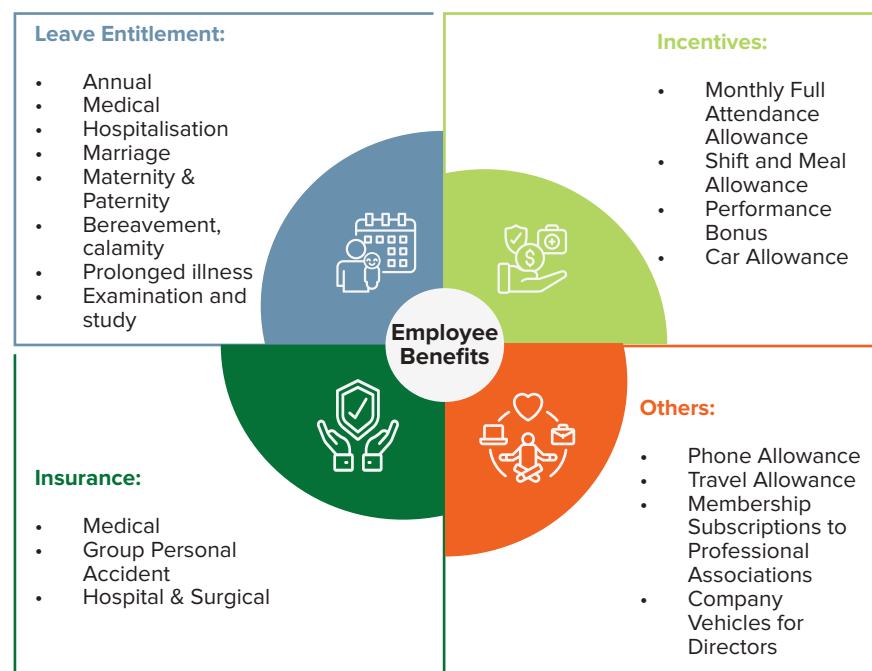 Leave Entitlement:
• Annual
• Medical
• Hospitalisation
• Marriage
• Maternity &
Paternity
• Bereavement,
calamity
• Prolonged illness
• Examination and
study
Incentives:
• Monthly Full
Attendance
Allowance
• Shift and Meal
Allowance
• Performance
Bonus
• Car Allowance
$
Employee
Benefits
Insurance:
• Medical
• Group Personal
Accident
• Hospital & Surgical
Others:
• Phone Allowance
• Travel Allowance
• Membership
Subscriptions to
Professional
Associations
• Company
Vehicles for
Directors